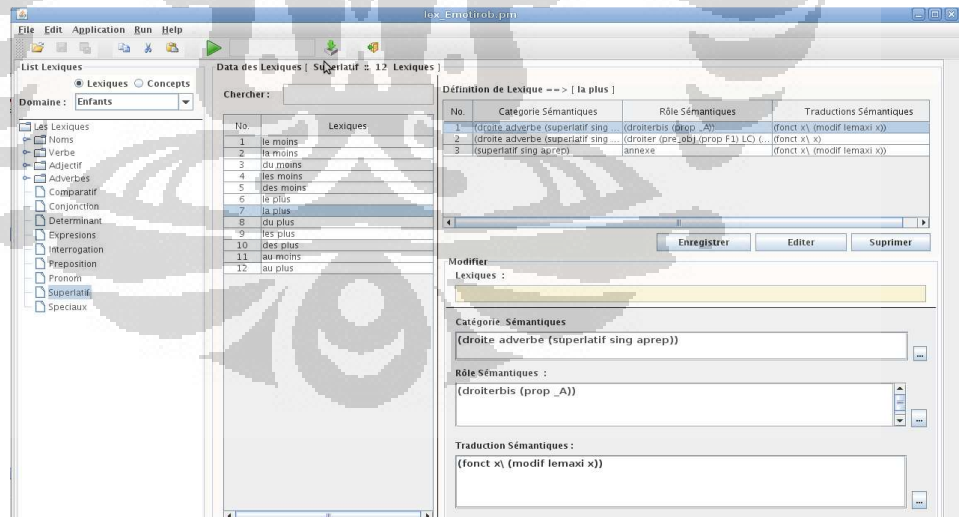 lex_Emotirob.pm
File Edit Application Run Help
List Lexiques
Lexiques Concepts
Domaine : Enfants
Les Lexiques
Noms
Verbe
Adjectif
Adverbes
Comparatif
Conjonction
Determinant
Expresions
Interrogation
Preposition
Pronom
Superlatif
Speciaux
Data des Lexiques [ Superlatif :: 12 Lexiques ]
Chercher :
No. Lexiques
1 le moins
2 la moins
3 du moins
4 les moins
5 des moins
6 le plus
7 la plus
8 du plus
9 les plus
10 des plus
11 au moins
12 au plus
Définition de Lexique ==> [ la plus ]
No. Categorie Sémantiques Rôle Sémantiques Traductions Sémantiques
1 (droite adverbe (superlatif sing ... (droiterbis (prop _A)) (fonct x\ (modif lemaxi x))
2 (droite adverbe (superlatif sing ... (droiter (pre_obj (prop F1) LC) (... (fonct x\ x)
3 (superlatif sing aprep) annexe (fonct x\ (modif lemaxi x))
Enregistrer Editer Suprimer
Modifier
Lexiques :
Catégorie Sémantiques
(droite adverbe (superlatif sing aprep))
...
Rôle Sémantiques :
(droiterbis (prop _A))
...
Traduction Sémantiques :
(fonct x\ (modif lemaxi x))
...